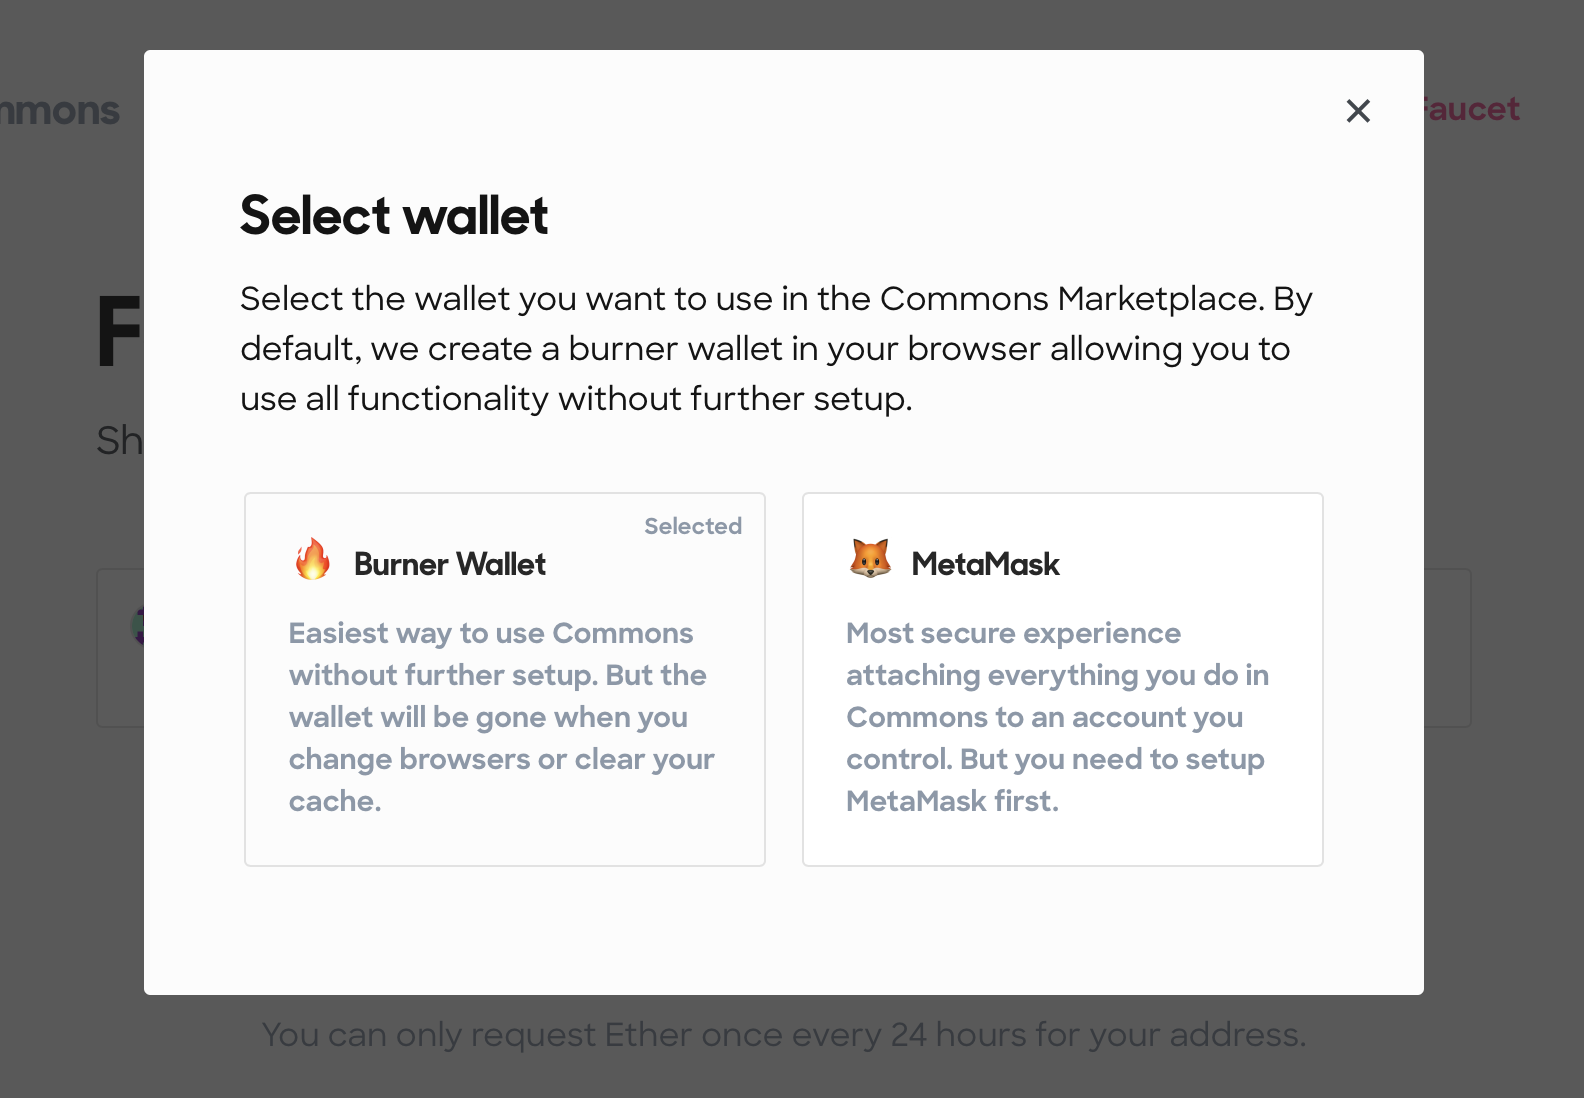 Faucet
Select wallet
Select the wallet you want to use in the Commons Marketplace. By
default, we create a burner wallet in your browser allowing you to
use all functionality without further setup.
Selected
Burner Wallet
Easiest way to use Commons
without further setup. But the
wallet will be gone when you
change browsers or clear your
cache.
MetaMask
Most secure experience
attaching everything you do in
Commons to an account you
control. But you need to setup
MetaMask first.
You can only request Ether once every 24 hours for your address.